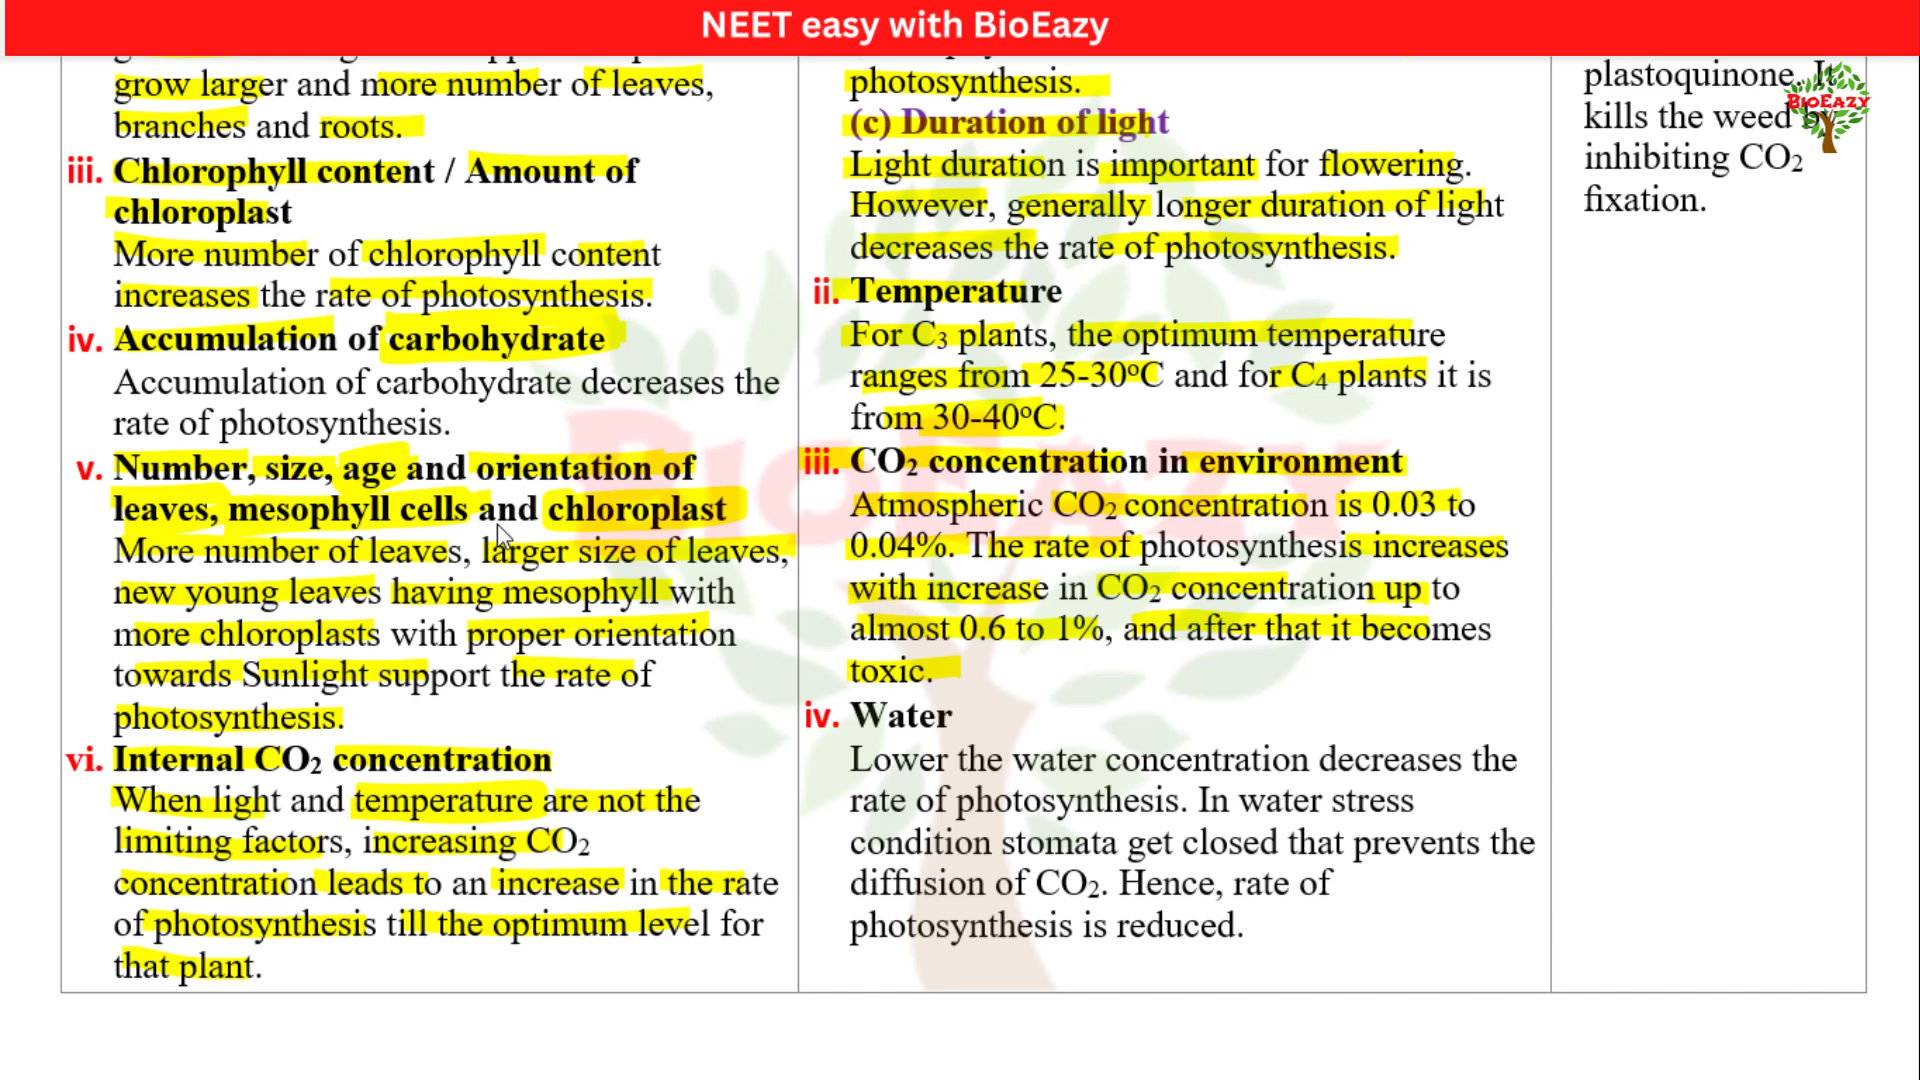 NEET easy with BioEazy
grow larger and more number of leaves,
branches and roots.
iii. Chlorophyll content / Amount of
chloroplast
More number of chlorophyll content
increases the rate of photosynthesis.
iv. Accumulation of carbohydrate
Accumulation of carbohydrate decreases the
rate of photosynthesis.
v. Number, size, age and orientation of
leaves, mesophyll cells and chloroplast
More number of leaves, larger size of leaves,
new young leaves having mesophyll with
more chloroplasts with proper orientation
towards Sunlight support the rate of
photosynthesis.
vi. Internal CO₂ concentration
When light and temperature are not the
limiting factors, increasing CO₂
concentration leads to an increase in the rate
of photosynthesis till the optimum level for
that plant.
photosynthesis.
(c) Duration of light
Light duration is important for flowering.
However, generally longer duration of light
decreases the rate of photosynthesis.
ii. Temperature
For C₃ plants, the optimum temperature
ranges from 25-30°C and for C₄ plants it is
from 30-40°C.
iii. CO₂ concentration in environment
Atmospheric CO₂ concentration is 0.03 to
0.04%. The rate of photosynthesis increases
with increase in CO₂ concentration up to
almost 0.6 to 1%, and after that it becomes
toxic.
iv. Water
Lower the water concentration decreases the
rate of photosynthesis. In water stress
condition stomata get closed that prevents the
diffusion of CO₂. Hence, rate of
photosynthesis is reduced.
plastoquinone. It
kills the weed by
inhibiting CO₂
fixation.
BIOEAZY
BIOEAZY